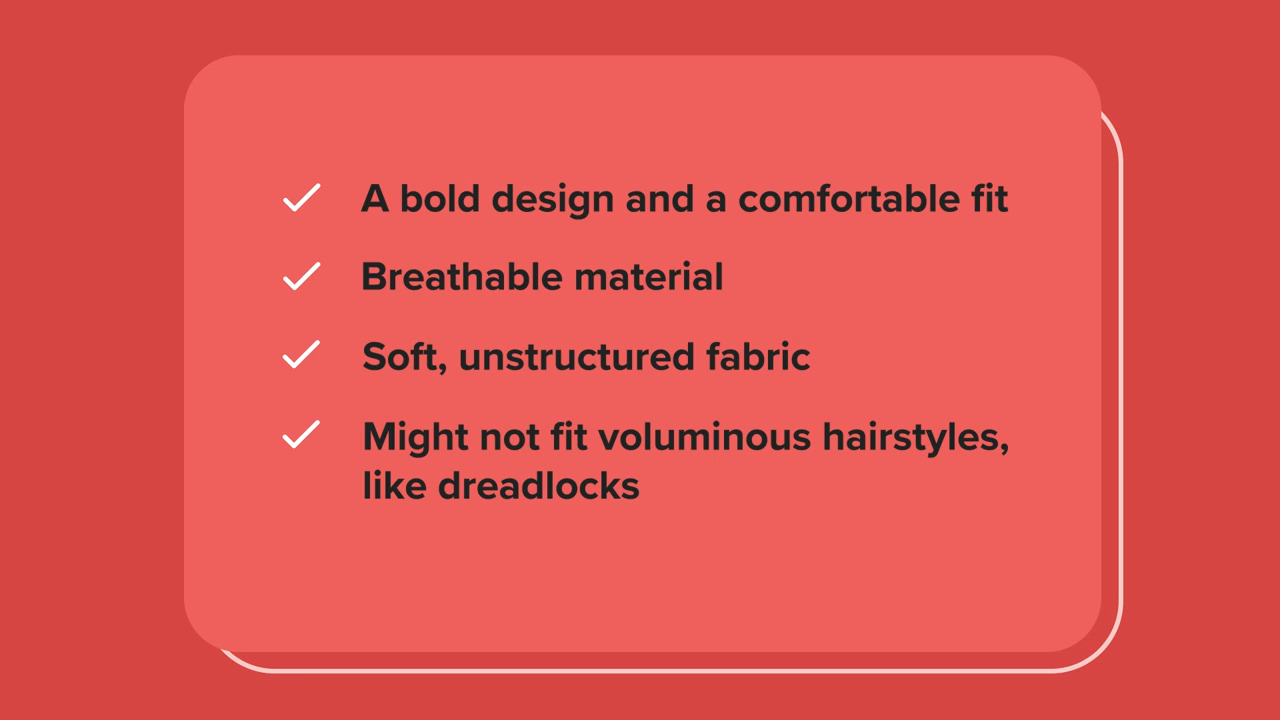 A bold design and a comfortable fit
Breathable material
Soft, unstructured fabric
Might not fit voluminous hairstyles,
like dreadlocks